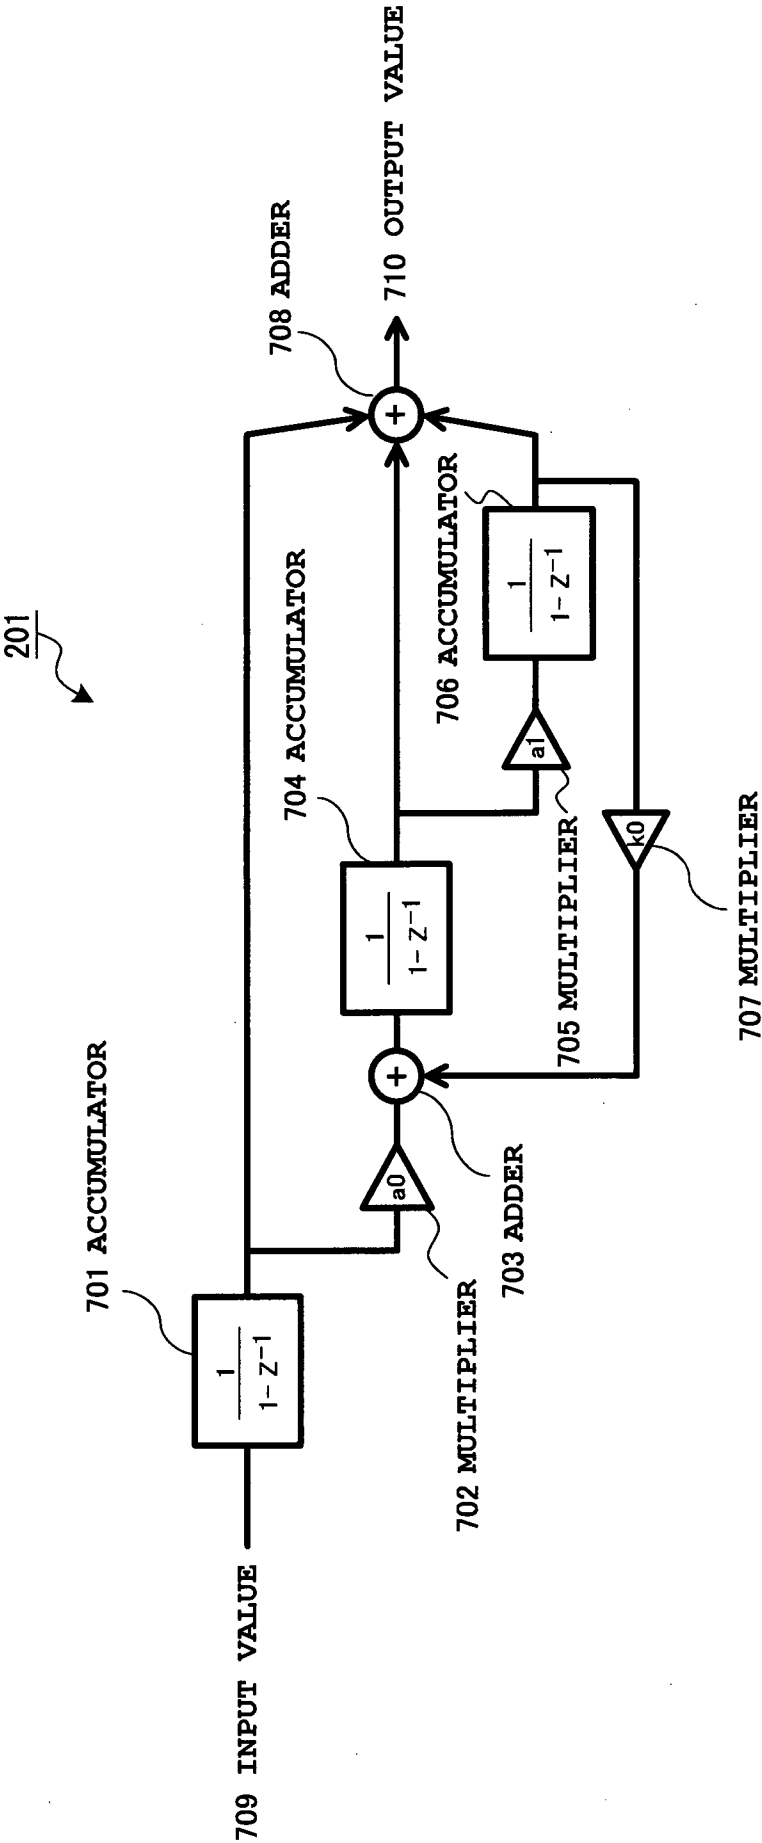 201
709 INPUT VALUE
701 ACCUMULATOR
1
1- Z-1
702 MULTIPLIER
a0
703 ADDER
+
704 ACCUMULATOR
1
1- Z-1
705 MULTIPLIER
a1
706 ACCUMULATOR
1
1- Z-1
707 MULTIPLIER
k0
708 ADDER
+
710 OUTPUT VALUE